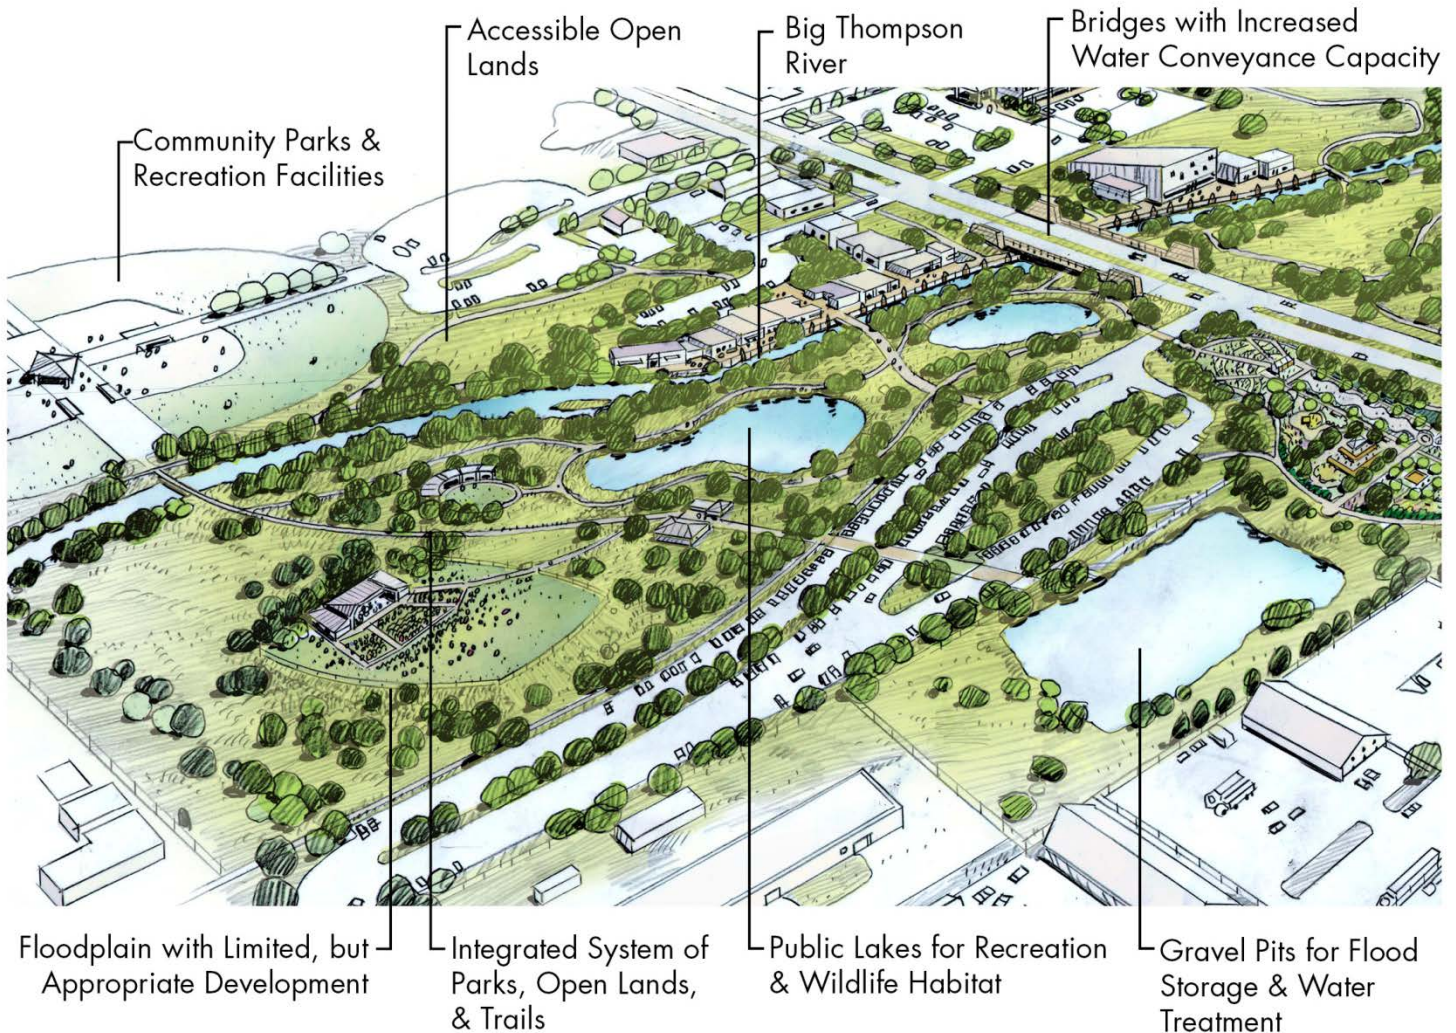 Accessible Open
Lands
Big Thompson
River
Bridges with Increased
Water Conveyance Capacity
Community Parks &
Recreation Facilities
Floodplain with Limited, but
Appropriate Development
Integrated System of
Parks, Open Lands,
& Trails
Public Lakes for Recreation
& Wildlife Habitat
Gravel Pits for Flood
Storage & Water
Treatment